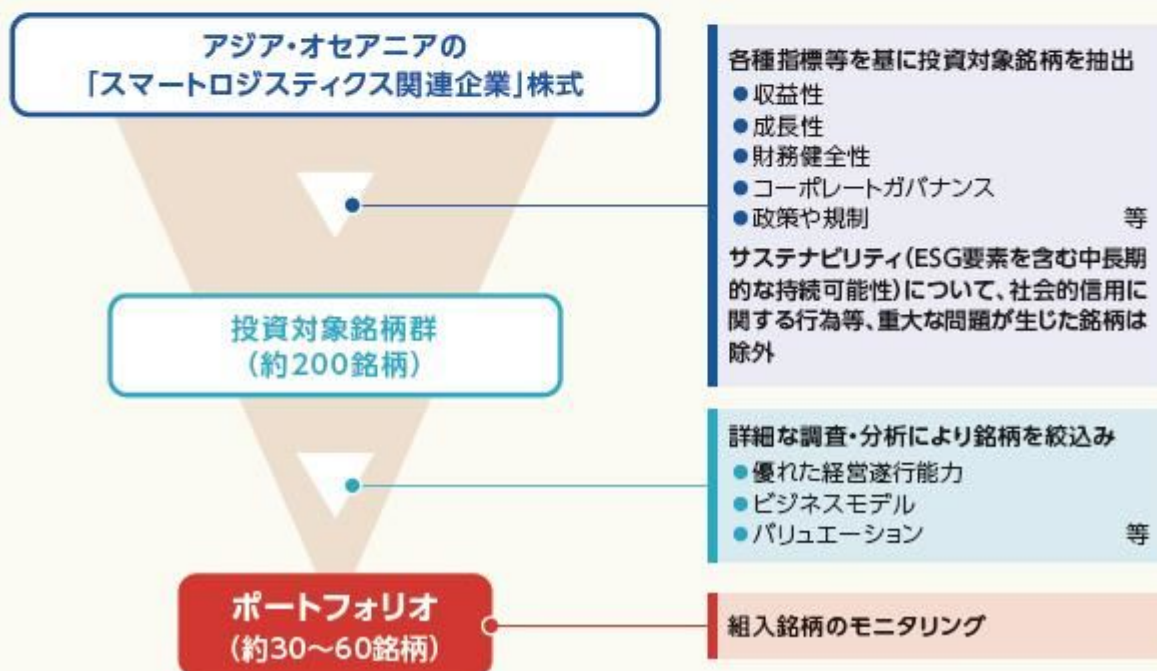 アジア・オセアニアの
「スマートロジスティクス関連企業」株式
各種指標等を基に投資対象銘柄を抽出
●収益性
●成長性
●財務健全性
●コーポレートガバナンス
●政策や規制 等
サステナビリティ(ESG要素を含む中長期
的な持続可能性)について、社会的信用に
関する行為等、重大な問題が生じた銘柄は
除外
投資対象銘柄群
(約200銘柄)
詳細な調査・分析により銘柄を絞込み
●優れた経営遂行能力
●ビジネスモデル
●バリュエーション 等
ポートフォリオ
(約30〜60銘柄)
組入銘柄のモニタリング